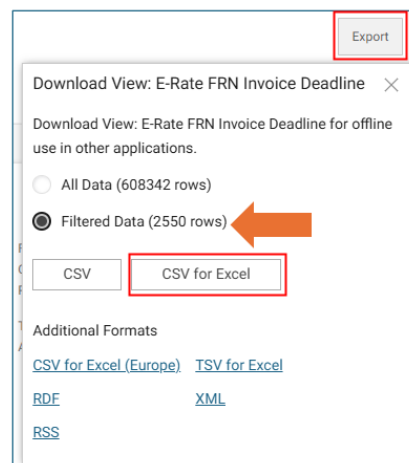 Export
Download View: E-Rate FRN Invoice Deadline
Download View: E-Rate FRN Invoice Deadline for offline
use in other applications.
All Data (608342 rows)
Filtered Data (2550 rows)
CSV
CSV for Excel
Additional Formats
CSV for Excel (Europe) TSV for Excel
RDF XML
RSS